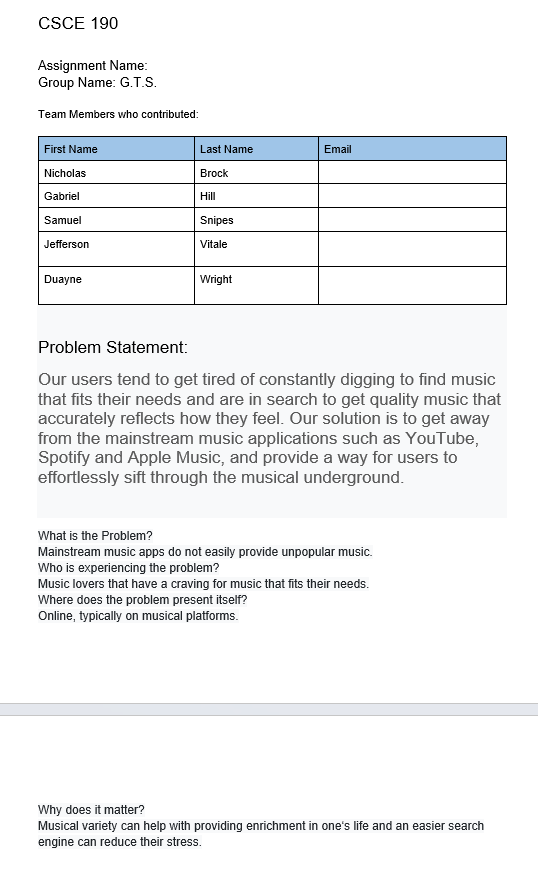 CSCE 190
Assignment Name:
Group Name: G.T.S.
Team Members who contributed:
First Name Last Name Email
Nicholas Brock
Gabriel Hill
Samuel Snipes
Jefferson Vitale
Duayne Wright
Problem Statement:
Our users tend to get tired of constantly digging to find music
that fits their needs and are in search to get quality music that
accurately reflects how they feel. Our solution is to get away
from the mainstream music applications such as YouTube,
Spotify and Apple Music, and provide a way for users to
effortlessly sift through the musical underground.
What is the Problem?
Mainstream music apps do not easily provide unpopular music.
Who is experiencing the problem?
Music lovers that have a craving for music that fits their needs.
Where does the problem present itself?
Online, typically on musical platforms.
Why does it matter?
Musical variety can help with providing enrichment in one's life and an easier search
engine can reduce their stress.